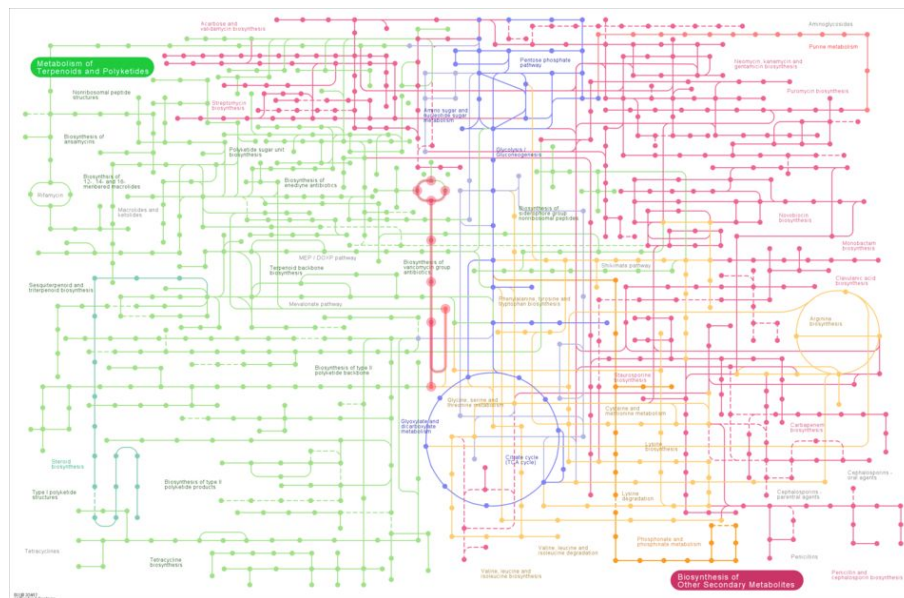 Acarbose and
validamycin biosynthesis
Aminoglycosides
Purine metabolism
Metabolism of
Terpenoids and Polyketides
Pentose phosphate
pathway
Neomycin, kanamycin and
gentamicin biosynthesis
Nonribosomal peptide
structures
Puromycin biosynthesis
Streptomycin
biosynthesis
Amino sugar and
nucleotide sugar
metabolism
Biosynthesis of
ansamycins
Polyketide sugar unit
biosynthesis
Glycolysis /
Gluconeogenesis
Biosynthesis of
12-, 14- and 16-
membered macrolides
Biosynthesis of
enediyne antibiotics
Rifamycin
Macrolides and
ketolides
Biosynthesis of
siderophore group
nonribosomal peptides
Novobiocin
biosynthesis
Monobactam
biosynthesis
MEP / DOXP pathway
Terpenoid backbone
biosynthesis
Biosynthesis of
vancomycin group
antibiotics
Shikimate pathway
Clavulanic acid
biosynthesis
Sesquiterpenoid and
triterpenoid biosynthesis
Mevalonate pathway
Phenylalanine, tyrosine and
tryptophan biosynthesis
Arginine
biosynthesis
Biosynthesis of type II
polyketide backbone
Staurosporine
biosynthesis
Glycine, serine and
threonine metabolism
Cysteine and
methionine metabolism
Glyoxylate and
dicarboxylate
metabolism
Carbapenem
biosynthesis
Lysine
biosynthesis
Citrate cycle
(TCA cycle)
Steroid
biosynthesis
Cephalosporins -
oral agents
Biosynthesis of type II
polyketide products
Type I polyketide
structures
Lysine
degradation
Cephalosporins -
parental agents
Phosphonate and
phosphinate metabolism
Tetracyclines
Tetracycline
biosynthesis
Valine, leucine and
isoleucine degradation
Penicillins
Valine, leucine and
isoleucine biosynthesis
Biosynthesis of
Other Secondary Metabolites
Penicillin and
cephalosporin biosynthesis